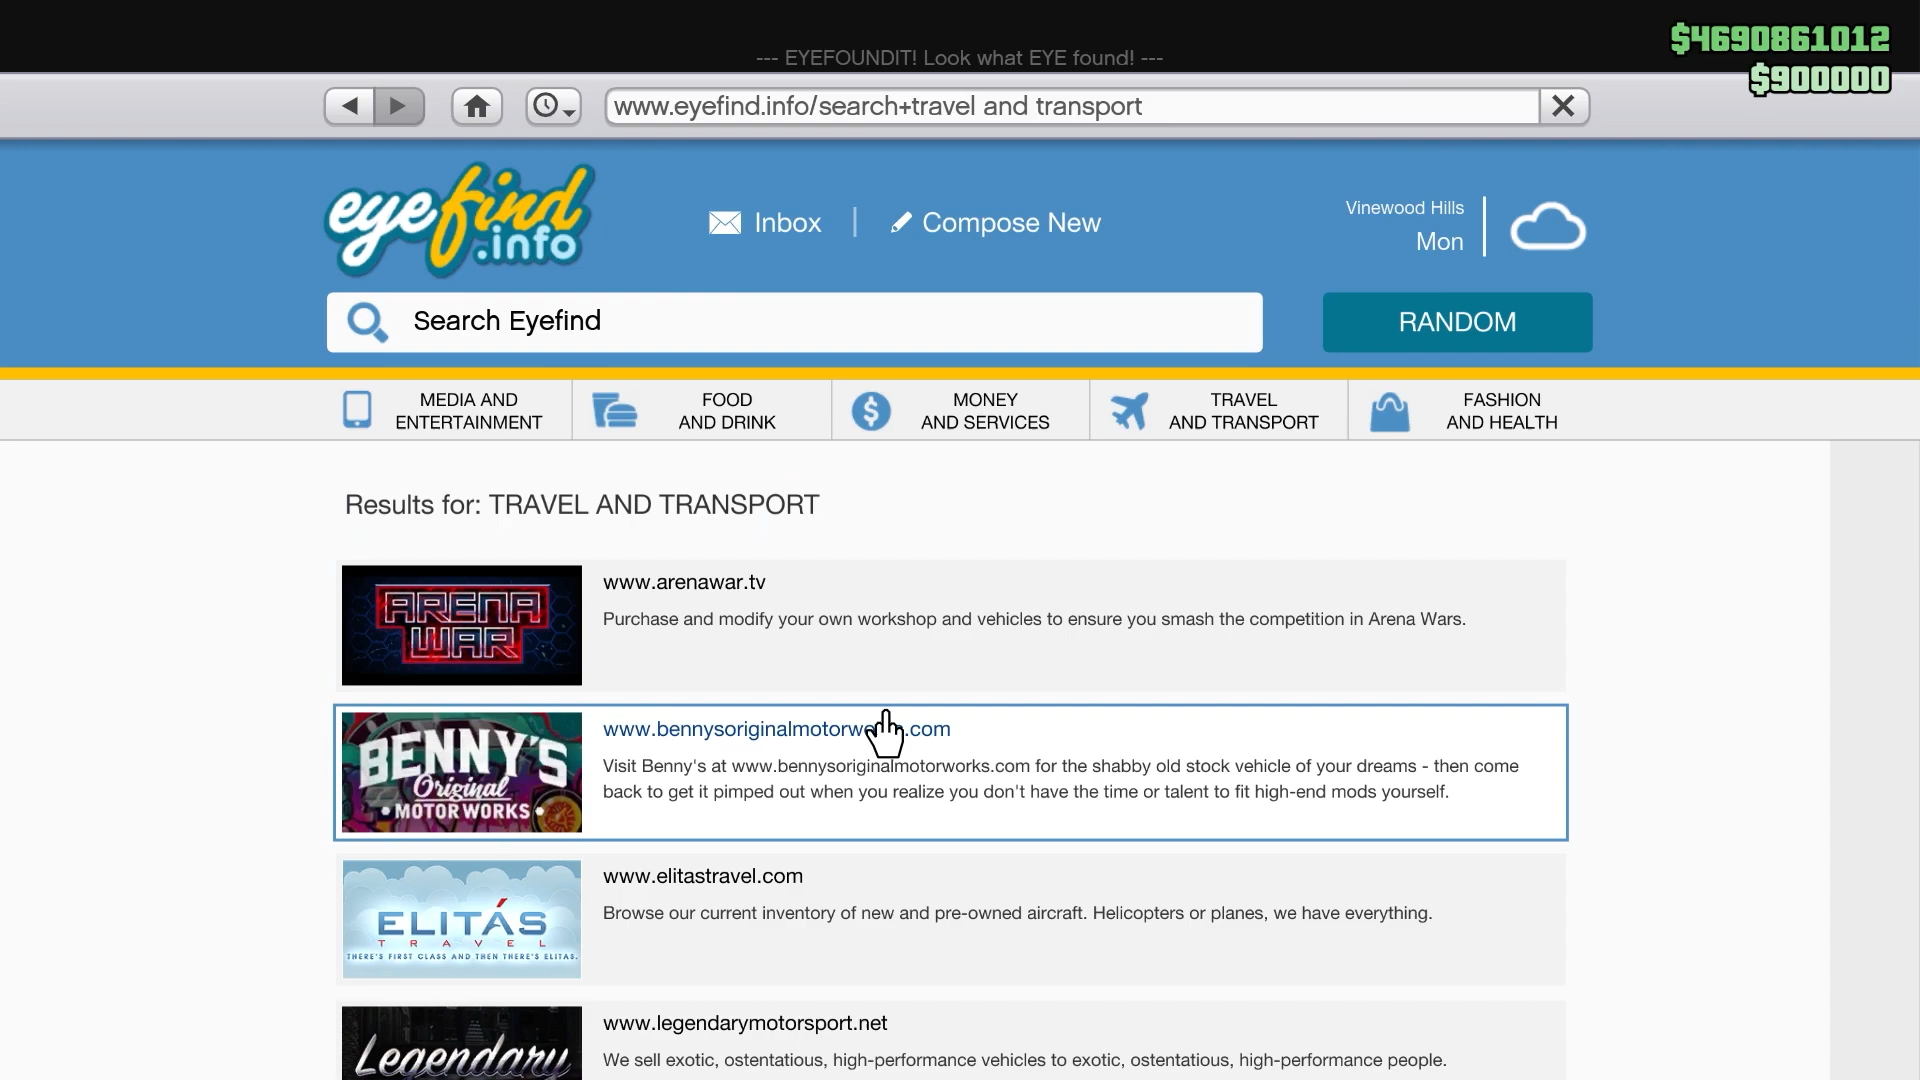 $4690861012
--- EYEFOUNDIT! Look what EYE found! ---
$900000
www.eyefind.info/search+travel and transport
eyefind
.info
Inbox
Compose New
Vinewood Hills
Mon
Search Eyefind
RANDOM
MEDIA AND
ENTERTAINMENT
FOOD
AND DRINK
MONEY
AND SERVICES
TRAVEL
AND TRANSPORT
FASHION
AND HEALTH
Results for: TRAVEL AND TRANSPORT
ARENA
WAR
www.arenawar.tv
Purchase and modify your own workshop and vehicles to ensure you smash the competition in Arena Wars.
BENNY'S
Original
MOTOR WORKS
www.bennysoriginalmotorworks.com
Visit Benny's at www.bennysoriginalmotorworks.com for the shabby old stock vehicle of your dreams - then come
back to get it pimped out when you realize you don't have the time or talent to fit high-end mods yourself.
ELITÁS
TRAVEL
THERE'S FIRST CLASS AND THEN THERE'S ELITAS.
www.elitastravel.com
Browse our current inventory of new and pre-owned aircraft. Helicopters or planes, we have everything.
Legendary
www.legendarymotorsport.net
We sell exotic, ostentatious, high-performance vehicles to exotic, ostentatious, high-performance people.